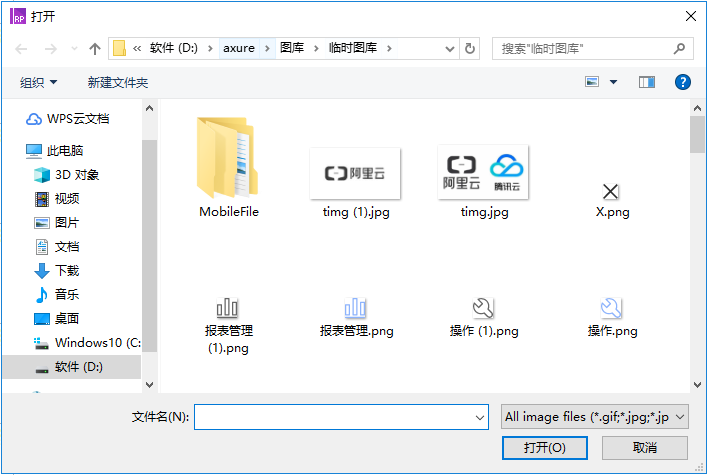 RP 打开
« 软件 (D:) axure 图库 临时图库
搜索"临时图库"
组织 新建文件夹
WPS云文档
此电脑
3D 对象
视频
图片
文档
下载
音乐
桌面
Windows10 (C:
软件 (D:)
MobileFile
阿里云
timg (1).jpg
阿里云 腾讯云
timg.jpg
X.png
报表管理
(1).png
报表管理.png
操作 (1).png
操作.png
文件名(N):
All image files (*.gif;*.jpg;*.jp
打开(O)
取消